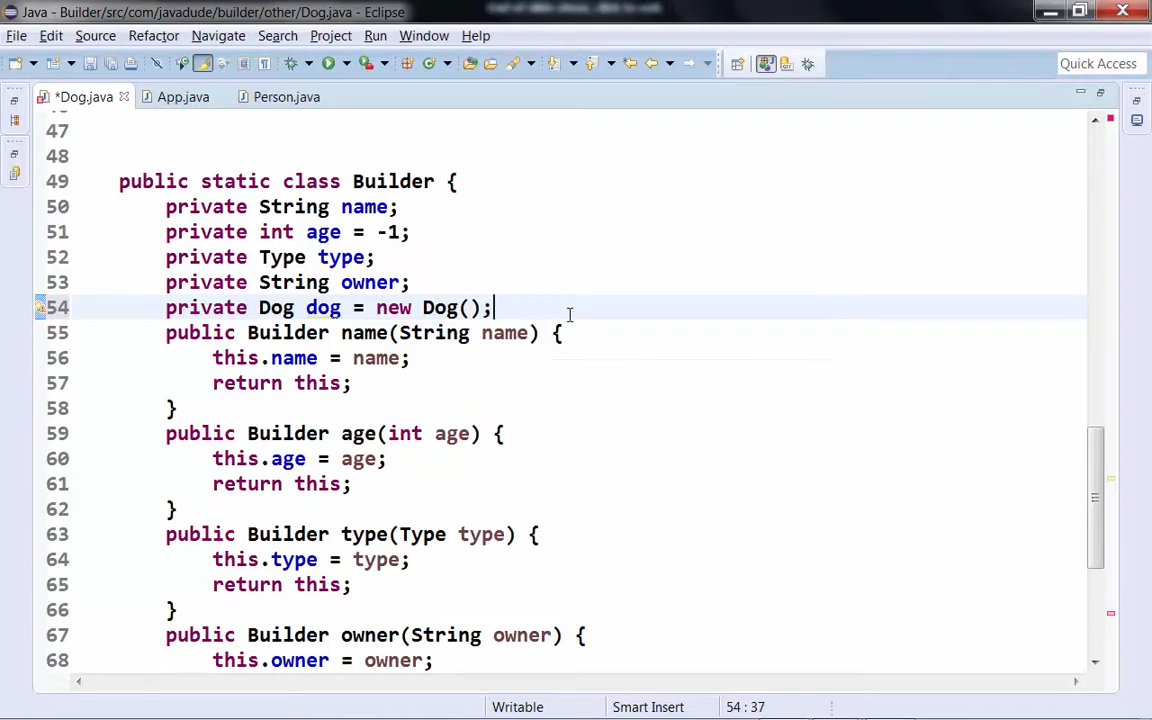 Java - Builder/src/com/javadude/builder/other/Dog.java - Eclipse
File Edit Source Refactor Navigate Search Project Run Window Help
Quick Access
*Dog.java App.java Person.java
47
48
49 public static class Builder {
50 private String name;
51 private int age = -1;
52 private Type type;
53 private String owner;
54 private Dog dog = new Dog();
55 public Builder name(String name) {
56 this.name = name;
57 return this;
58 }
59 public Builder age(int age) {
60 this.age = age;
61 return this;
62 }
63 public Builder type(Type type) {
64 this.type = type;
65 return this;
66 }
67 public Builder owner(String owner) {
68 this.owner = owner;
Writable Smart Insert 54 : 37